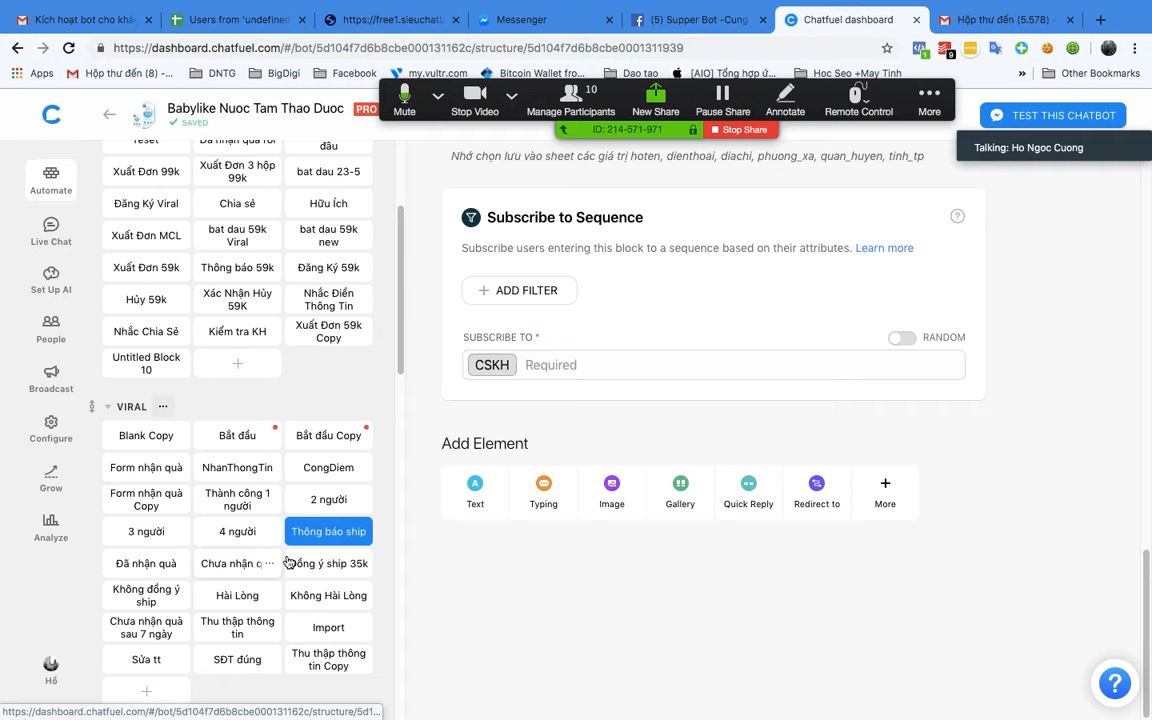 Kích hoạt bot cho khá
Users from 'undefined
https://free1.sieuchatb
Messenger
(5) Supper Bot -Cung
Chatfuel dashboard
Hộp thư đến (5.578) -
https://dashboard.chatfuel.com/#/bot/5d104f7d6b8cbe000131162c/structure/5d104f7d6b8cbe0001311939
Apps
Hộp thư đến (8) -...
DNTG
BigDigi
Facebook
my.vultr.com
Bitcoin Wallet fro...
Dao tao
[AIO] Tổng hợp ứ...
Hoc Seo +May Tinh
»
Other Bookmarks
Mute
Stop Video
Manage Participants
10
New Share
Pause Share
Annotate
Remote Control
More
ID: 214-571-971
Stop Share
Talking: Ho Ngoc Cuong
Babylike Nuoc Tam Thao Duoc
PRO
SAVED
TEST THIS CHATBOT
Automate
Live Chat
Set Up AI
People
Broadcast
Configure
Grow
Analyze
Hồ
reset
đâu
Xuất Đơn 99k
Xuất Đơn 3 hộp
99k
bat dau 23-5
Đăng Ký Viral
Chia sẻ
Hữu Ích
Xuất Đơn MCL
bat dau 59k
Viral
bat dau 59k
new
Xuất Đơn 59k
Thông báo 59k
Đăng Ký 59k
Hủy 59k
Xác Nhận Hủy
59K
Nhắc Điền
Thông Tin
Nhắc Chia Sẻ
Kiểm tra KH
Xuất Đơn 59k
Copy
Untitled Block
10
VIRAL
Blank Copy
Bắt đầu
Bắt đầu Copy
Form nhận quà
NhanThongTin
CongDiem
Form nhận quà
Copy
Thành công 1
người
2 người
3 người
4 người
Thông báo ship
Đã nhận quà
Chưa nhận q
ồng ý ship 35k
Không đồng ý
ship
Hài Lòng
Không Hài Lòng
Chưa nhận quà
sau 7 ngày
Thu thập thông
tin
Import
Sửa tt
SĐT đúng
Thu thập thông
tin Copy
Nhớ chọn lưu vào sheet các giá trị hoten, dienthoai, diachi, phuong_xa, quan_huyen, tinh_tp
Subscribe to Sequence
?
Subscribe users entering this block to a sequence based on their attributes. Learn more
ADD FILTER
SUBSCRIBE TO *
RANDOM
CSKH
Required
Add Element
A
Text
Typing
Image
Gallery
Quick Reply
Redirect to
More
?
https://dashboard.chatfuel.com/#/bot/5d104f7d6b8cbe000131162c/structure/5d1...